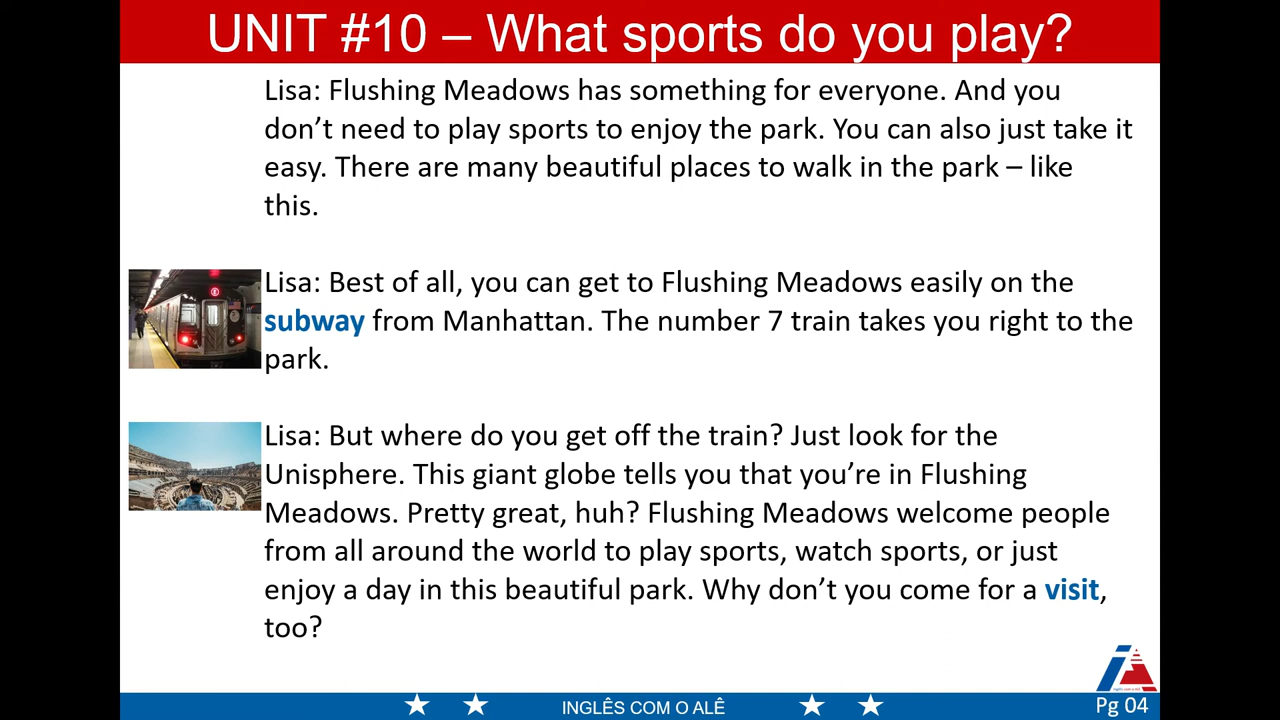 UNIT #10 – What sports do you play?
Lisa: Flushing Meadows has something for everyone. And you
don’t need to play sports to enjoy the park. You can also just take it
easy. There are many beautiful places to walk in the park – like
this.
Lisa: Best of all, you can get to Flushing Meadows easily on the
subway from Manhattan. The number 7 train takes you right to the
park.
Lisa: But where do you get off the train? Just look for the
Unisphere. This giant globe tells you that you’re in Flushing
Meadows. Pretty great, huh? Flushing Meadows welcome people
from all around the world to play sports, watch sports, or just
enjoy a day in this beautiful park. Why don’t you come for a visit,
too?
INGLÊS COM O ALÊ
Pg 04